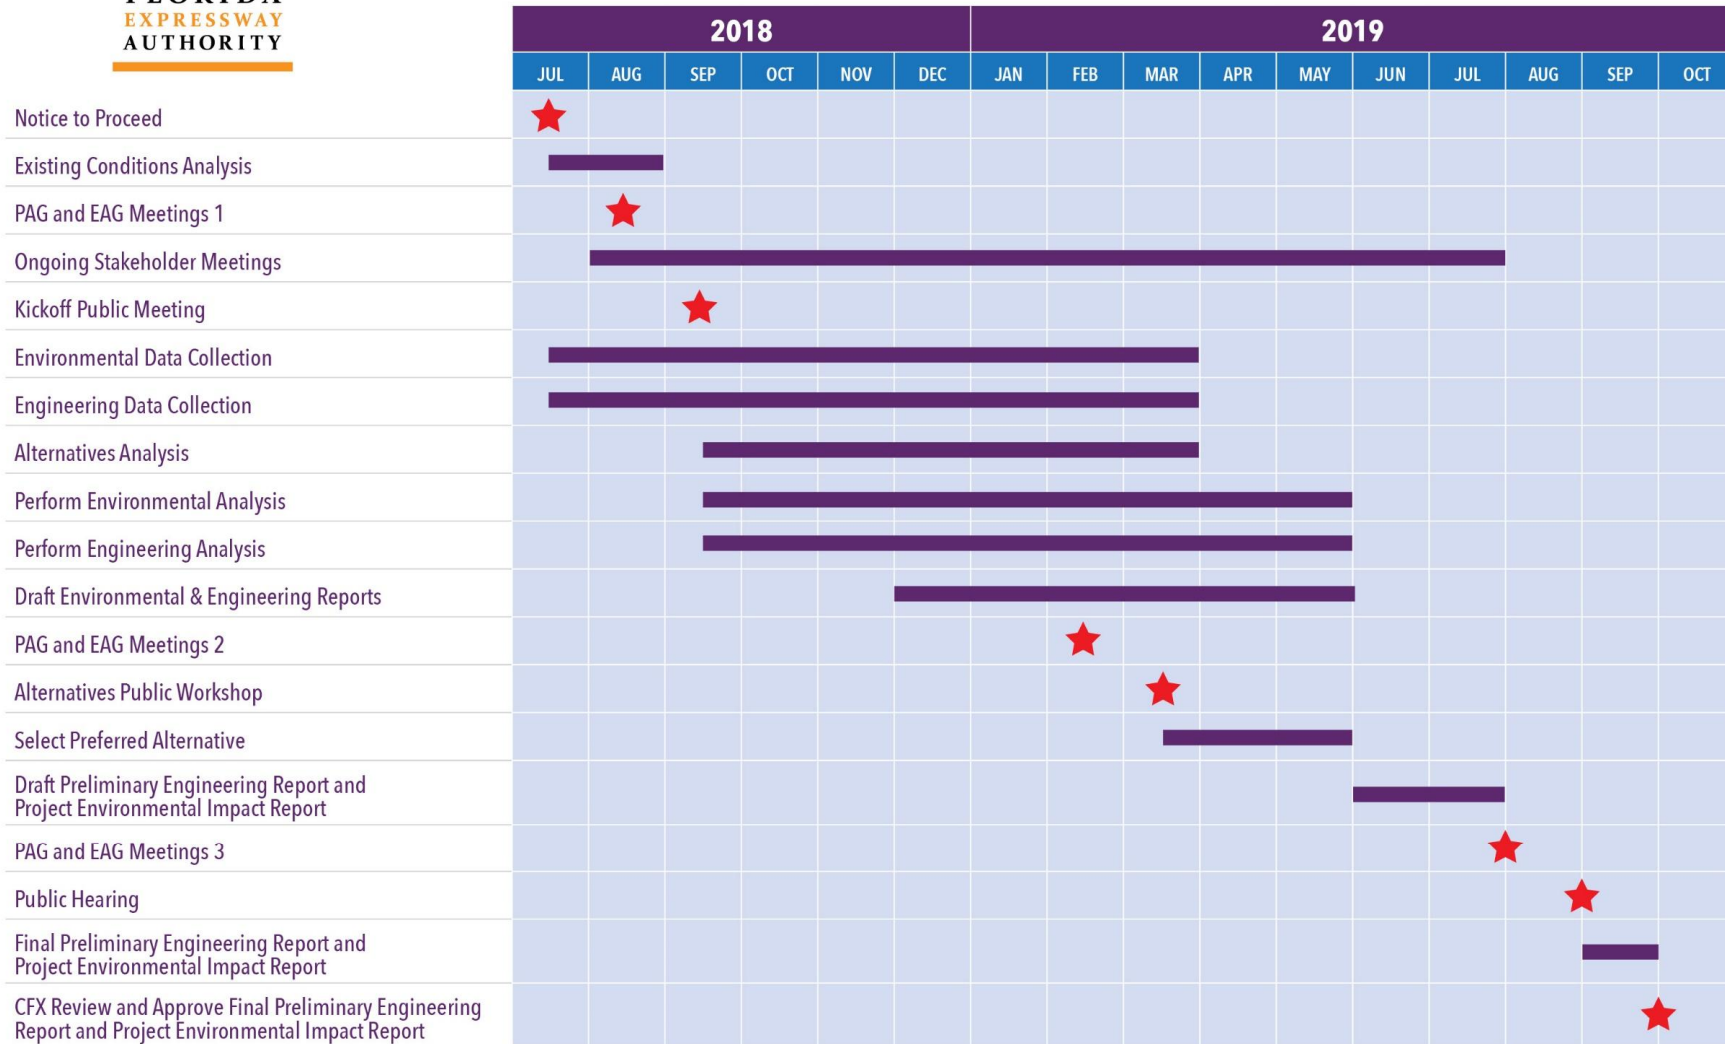 FLORIDA
EXPRESSWAY
AUTHORITY
2018 2019
JUL AUG SEP OCT NOV DEC JAN FEB MAR APR MAY JUN JUL AUG SEP OCT
Notice to Proceed
Existing Conditions Analysis
PAG and EAG Meetings 1
Ongoing Stakeholder Meetings
Kickoff Public Meeting
Environmental Data Collection
Engineering Data Collection
Alternatives Analysis
Perform Environmental Analysis
Perform Engineering Analysis
Draft Environmental & Engineering Reports
PAG and EAG Meetings 2
Alternatives Public Workshop
Select Preferred Alternative
Draft Preliminary Engineering Report and
Project Environmental Impact Report
PAG and EAG Meetings 3
Public Hearing
Final Preliminary Engineering Report and
Project Environmental Impact Report
CFX Review and Approve Final Preliminary Engineering
Report and Project Environmental Impact Report